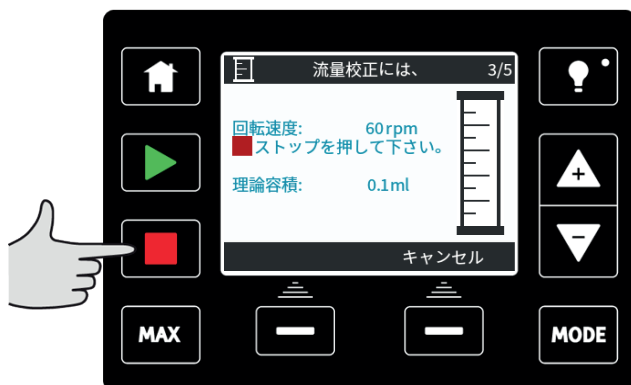 流量校正には、 3/5
回転速度: 60rpm
ストップを押して下さい。
理論容積: 0.1ml
キャンセル
+
−
MAX
MODE